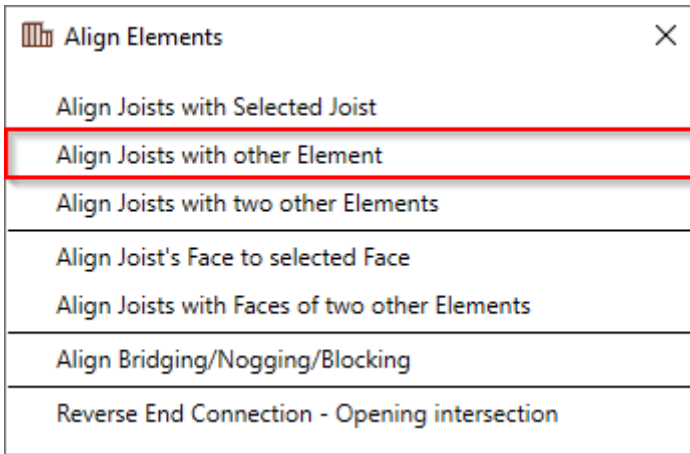 Align Elements
Align Joists with Selected Joist
Align Joists with other Element
Align Joists with two other Elements
Align Joist's Face to selected Face
Align Joists with Faces of two other Elements
Align Bridging/Nogging/Blocking
Reverse End Connection - Opening intersection